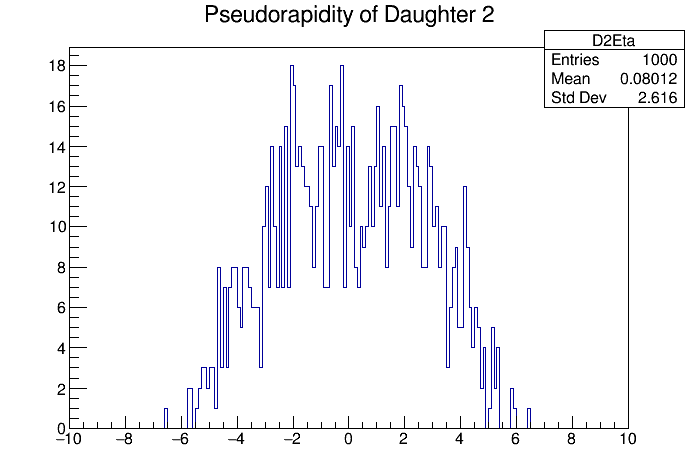 Pseudorapidity of Daughter 2
D2Eta
Entries 1000
Mean 0.08012
Std Dev 2.616
18
16
14
12
10
8
6
4
2
0
−10 −8 −6 −4 −2 0 2 4 6 8 10